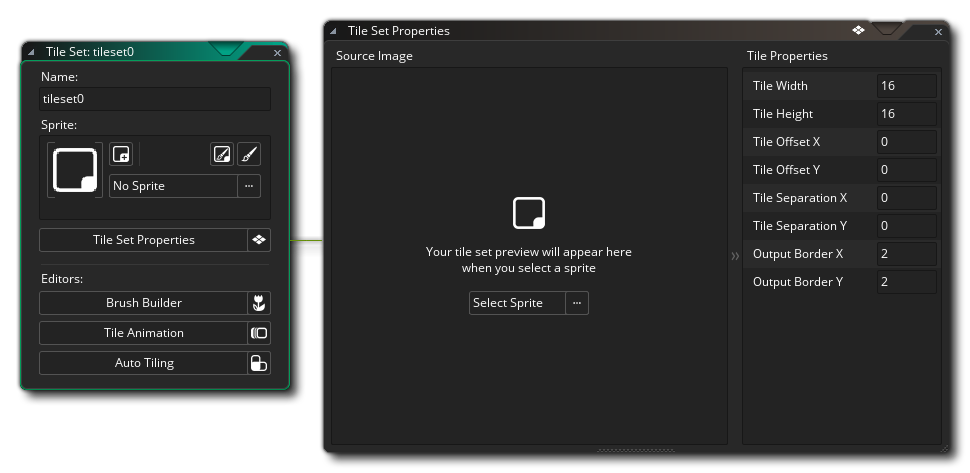 Tile Set: tileset0
Name:
tileset0
Sprite:
No Sprite
...
Tile Set Properties
Editors:
Brush Builder
Tile Animation
Auto Tiling
Tile Set Properties
Source Image
Your tile set preview will appear here
when you select a sprite
Select Sprite ...
Tile Properties
Tile Width 16
Tile Height 16
Tile Offset X 0
Tile Offset Y 0
Tile Separation X 0
Tile Separation Y 0
Output Border X 2
Output Border Y 2